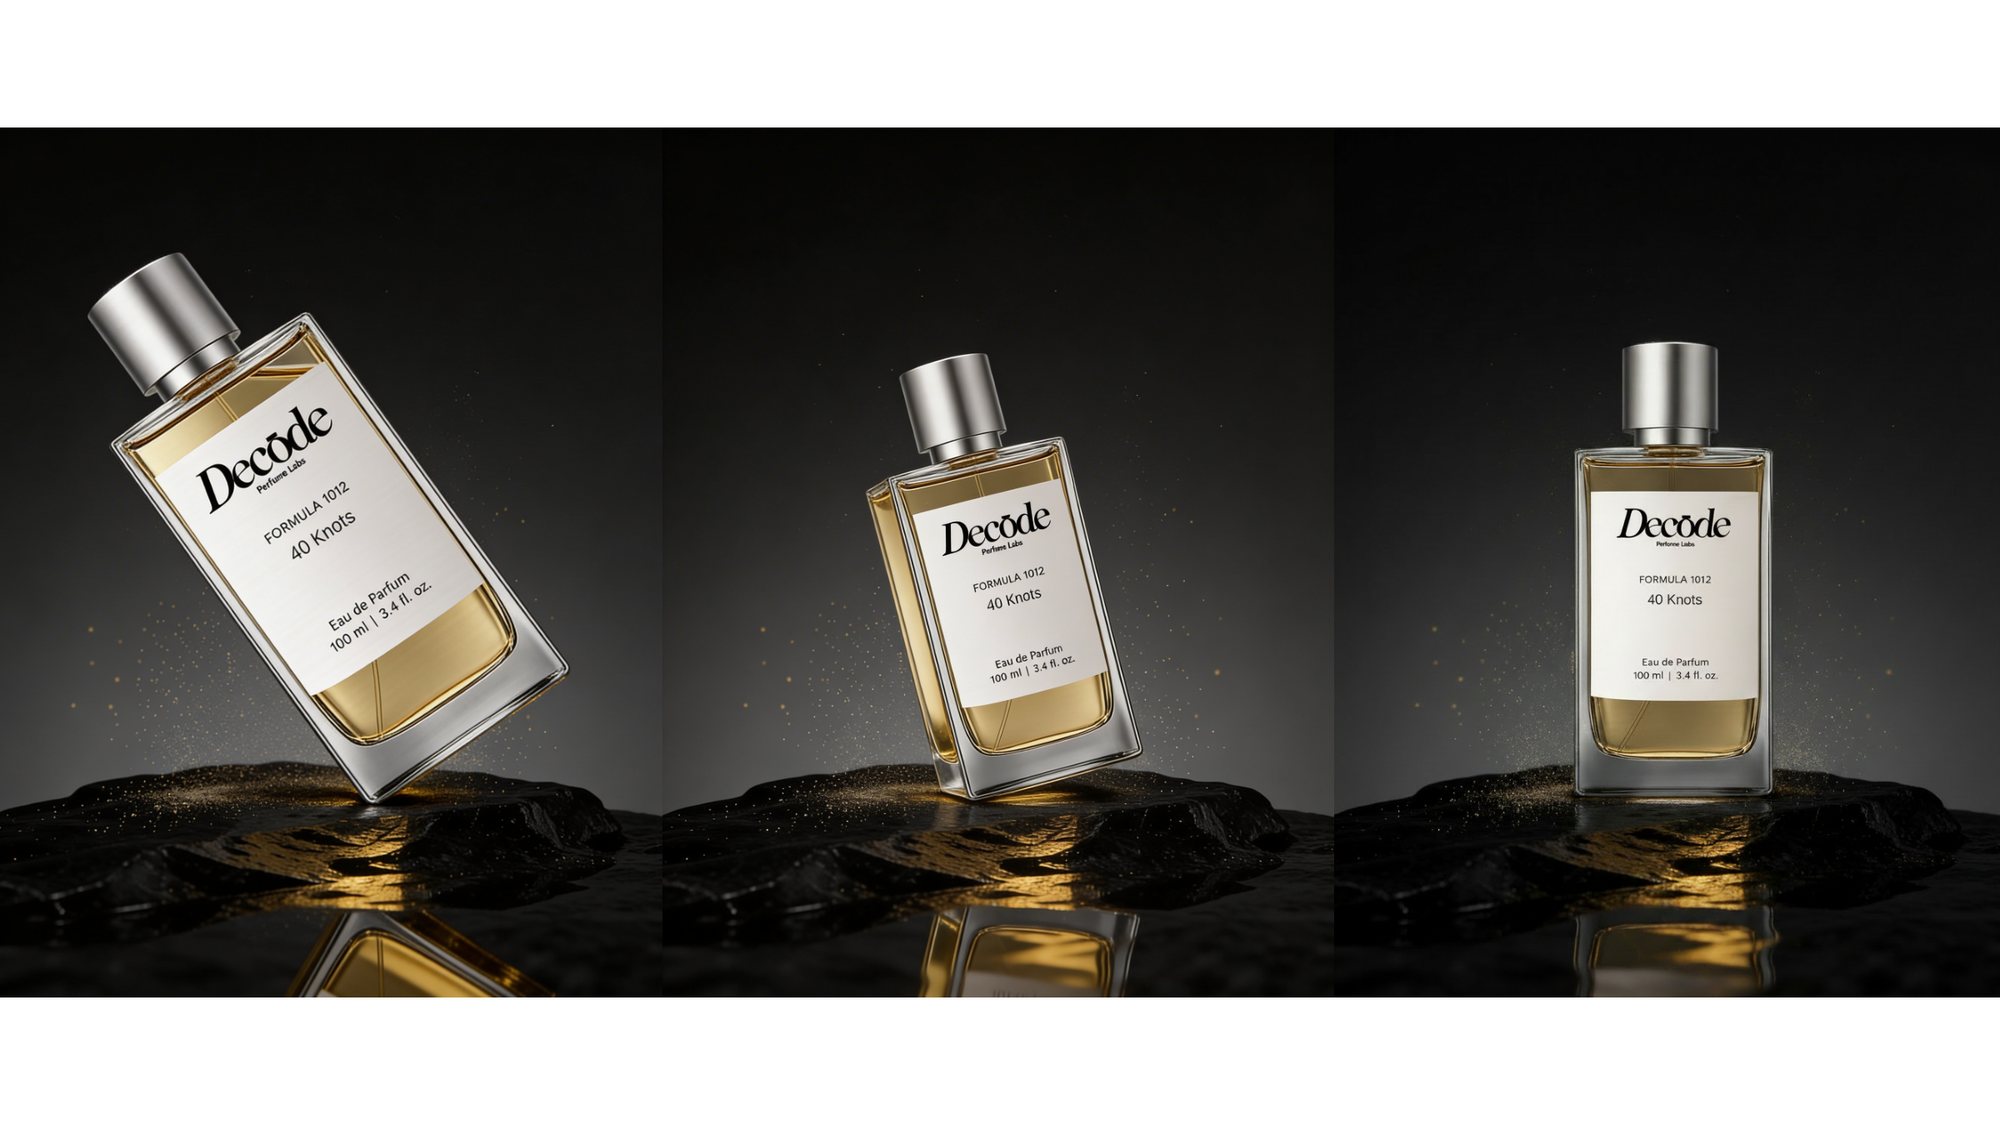 Decōde
Perfume Labs
FORMULA 1012
40 Knots
Eau de Parfum
100 ml | 3.4 fl. oz.
Decōde
Perfume Labs
FORMULA 1012
40 Knots
Eau de Parfum
100 ml | 3.4 fl. oz.
Decōde
Perfume Labs
FORMULA 1012
40 Knots
Eau de Parfum
100 ml | 3.4 fl. oz.